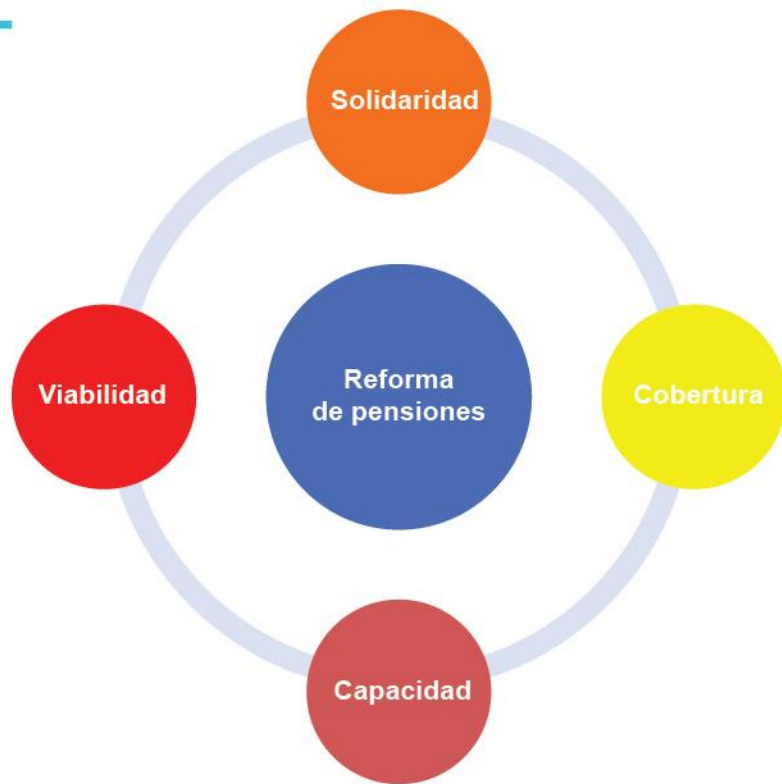 Solidaridad
Viabilidad
Reforma
de pensiones
Cobertura
Capacidad